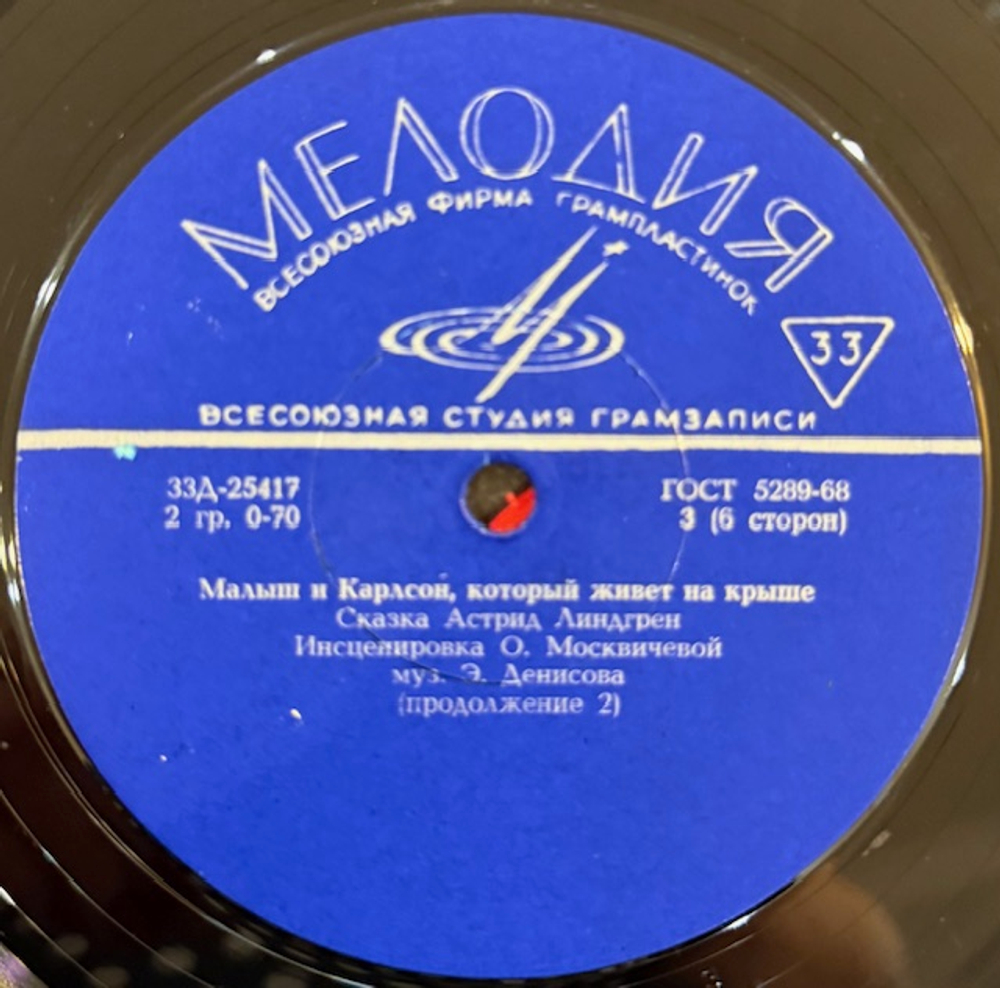 МЕЛОДИЯ
ВСЕСОЮЗНАЯ ФИРМА ГРАМПЛАСТИНОК
33
ВСЕСОЮЗНАЯ СТУДИЯ ГРАМЗАПИСИ
33Д-25417
ГОСТ 5289-68
2 гр. 0-70
3 (6 сторон)
Малыш и Карлсон, который живет на крыше
Сказка Астрид Линдгрен
Инсценировка О. Москвичевой
муз. Э. Денисова
(продолжение 2)